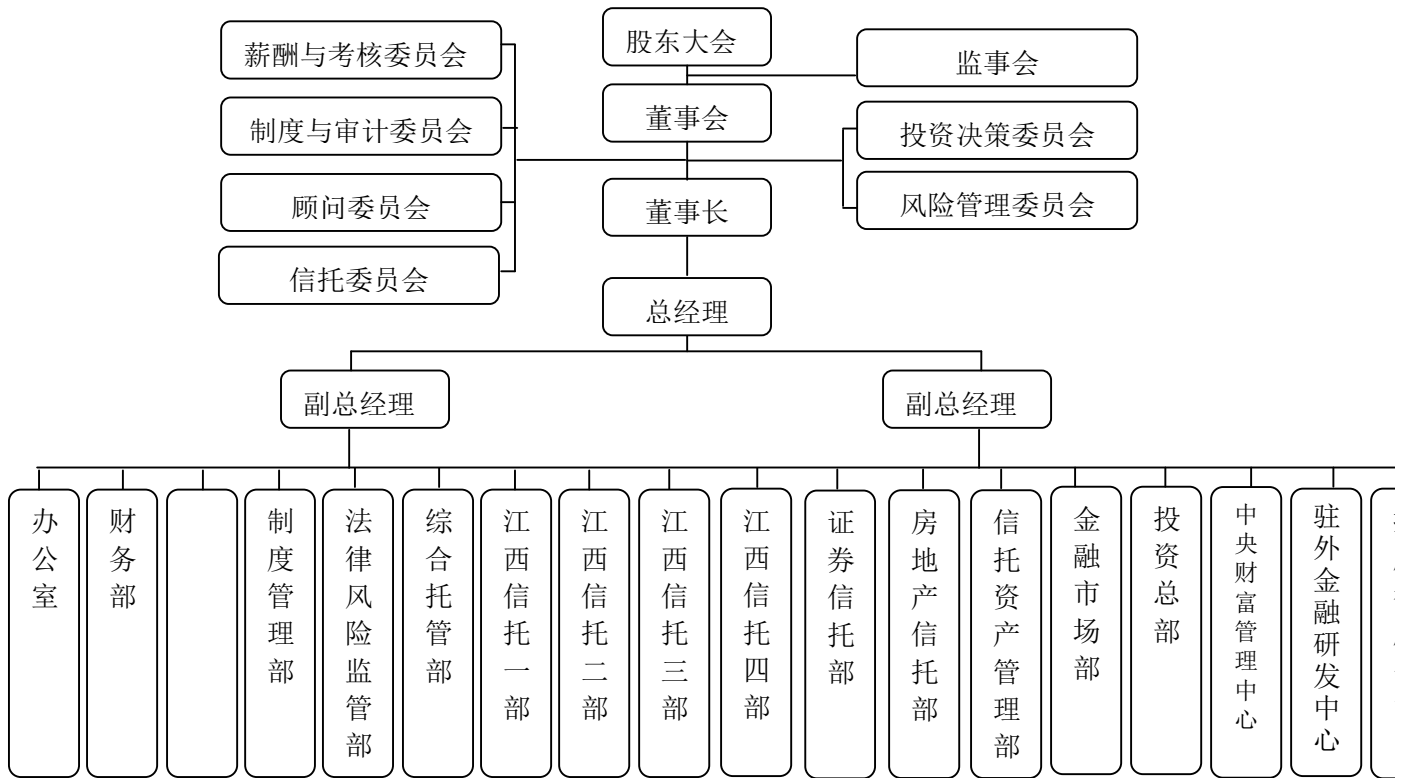 股东大会
薪酬与考核委员会
监事会
董事会
制度与审计委员会
投资决策委员会
顾问委员会
董事长
风险管理委员会
信托委员会
总经理
副总经理
副总经理
办公室
财务部
制度管理部
法律风险监管部
综合托管部
江西信托一部
江西信托二部
江西信托三部
江西信托四部
证券信托部
房地产信托部
信托资产管理部
金融市场部
投资总部
中央财富管理中心
驻外金融研发中心